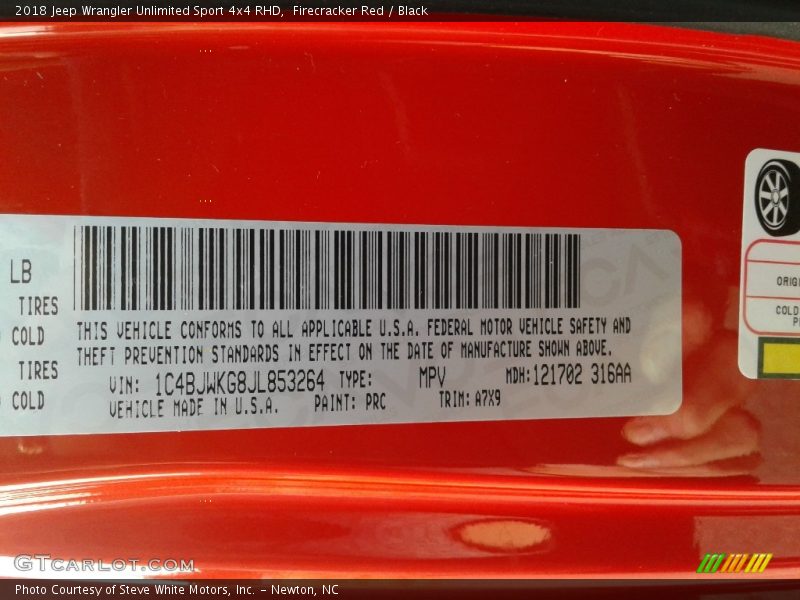 2018 Jeep Wrangler Unlimited Sport 4x4 RHD,  Firecracker Red / Black
LB
TIRES
COLD
TIRES
COLD
THIS VEHICLE CONFORMS TO ALL APPLICABLE U.S.A. FEDERAL MOTOR VEHICLE SAFETY AND
THEFT PREVENTION STANDARDS IN EFFECT ON THE DATE OF MANUFACTURE SHOWN ABOVE.
VIN: 1C4BJWKG8JL853264 TYPE: MPV MDH:121702 316AA
VEHICLE MADE IN U.S.A. PAINT: PRC TRIM: A7X9
COLD
GTCARLOT.COM
Photo Courtesy of Steve White Motors, Inc. - Newton, NC